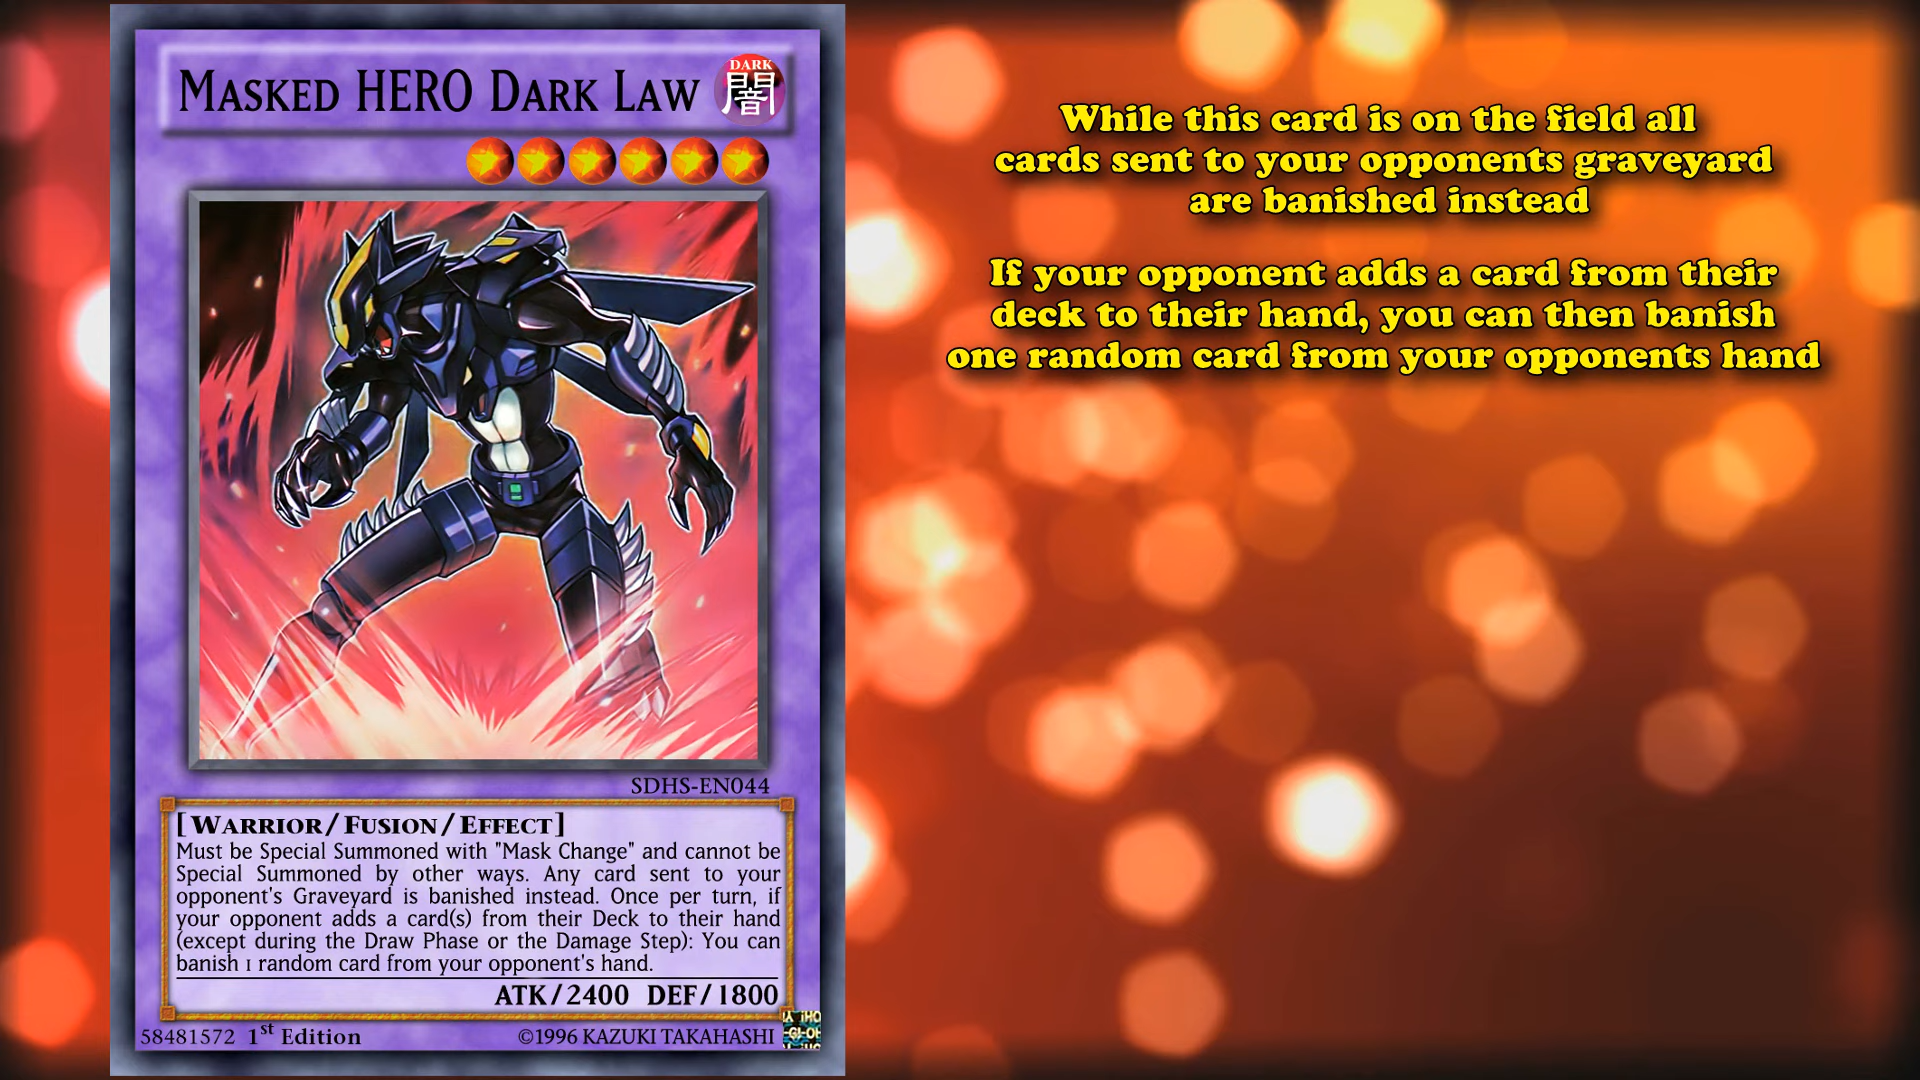 Masked HERO Dark Law
DARK
闇
SDHS-EN044
[Warrior/Fusion/Effect]
Must be Special Summoned with "Mask Change" and cannot be
Special Summoned by other ways. Any card sent to your
opponent's Graveyard is banished instead. Once per turn, if
your opponent adds a card(s) from their Deck to their hand
(except during the Draw Phase or the Damage Step): You can
banish 1 random card from your opponent's hand.
ATK/2400 DEF/1800
58481572 1st Edition
©1996 KAZUKI TAKAHASHI
While this card is on the field all
cards sent to your opponents graveyard
are banished instead
If your opponent adds a card from their
deck to their hand, you can then banish
one random card from your opponents hand